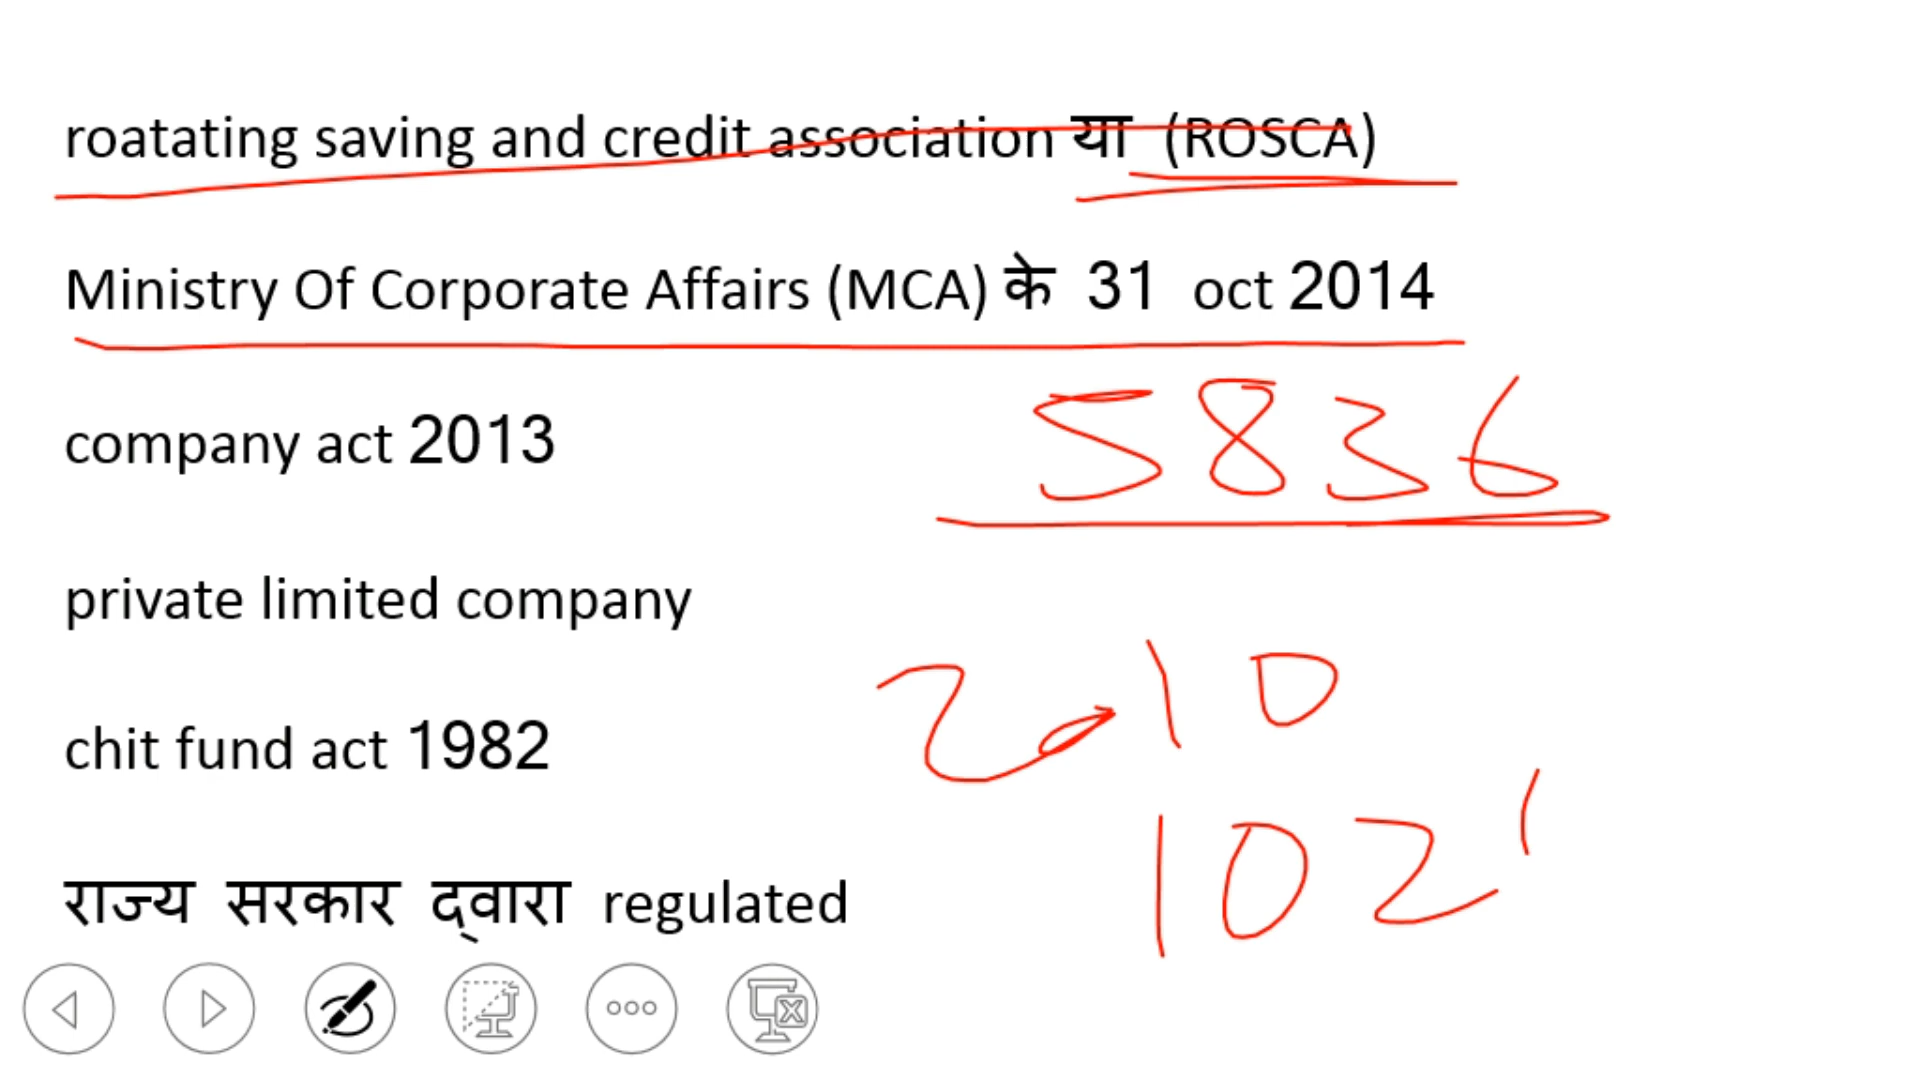 roatating saving and credit association या (ROSCA)
Ministry Of Corporate Affairs (MCA) के 31 oct 2014
company act 2013
5836
private limited company
2010
chit fund act 1982
102'
राज्य सरकार द्वारा regulated